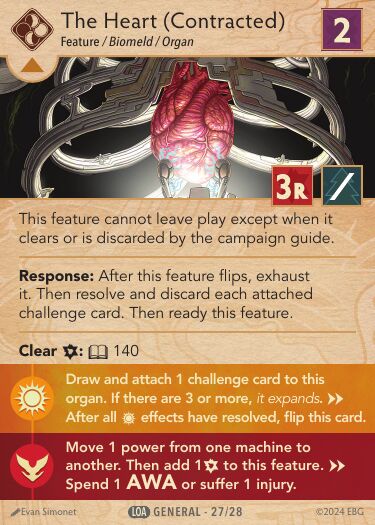 The Heart (Contracted)
2
Feature / Biomeld / Organ
3R
This feature cannot leave play except when it
clears or is discarded by the campaign guide.
Response: After this feature flips, exhaust
it. Then resolve and discard each attached
challenge card. Then ready this feature.
Clear : 140
Draw and attach 1 challenge card to this
organ. If there are 3 or more, it expands.
After all effects have resolved, flip this card.
Move 1 power from one machine to
another. Then add 1 to this feature.
Spend 1 AWA or suffer 1 injury.
Evan Simonet
LOA GENERAL - 27/28
©2024 EBG